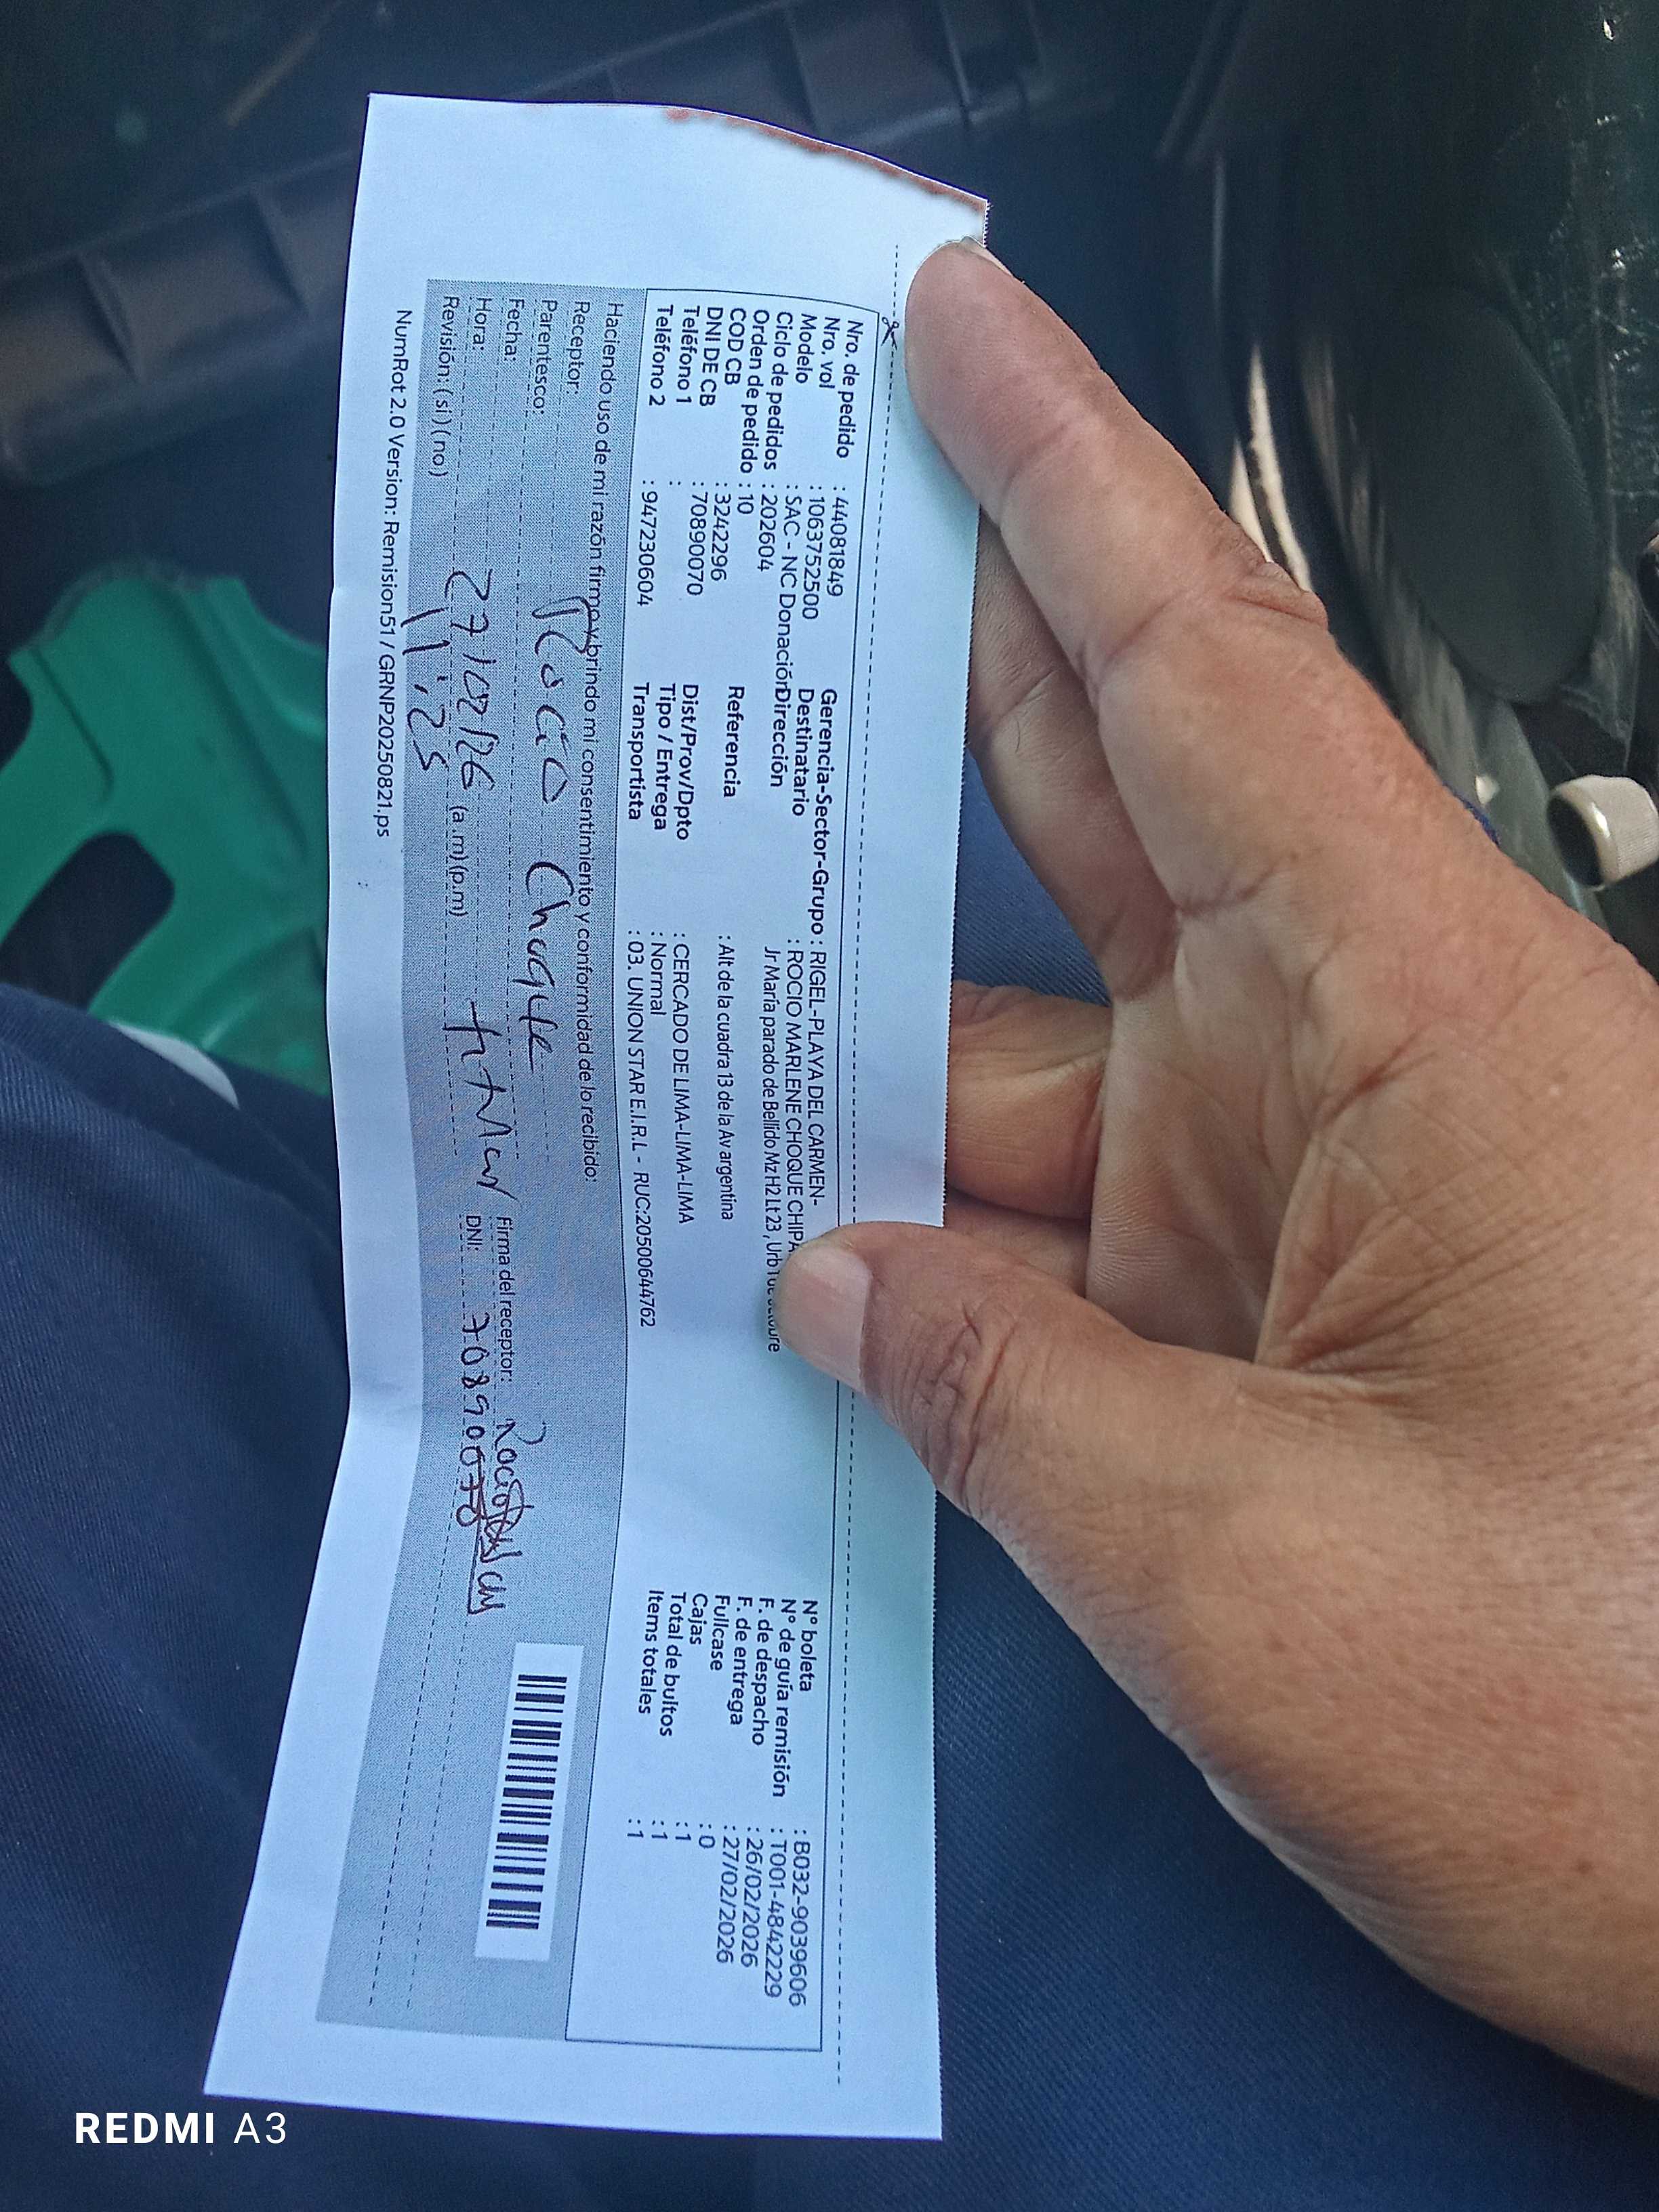 Nro. de pedido : 44081849
Nro. vol : 1063752500
Modelo : SAC - NC Donación
Ciclo de pedidos : 202604
Orden de pedido : 10
COD CB : 3242296
DNI DE CB : 70890070
Teléfono 1 :
Teléfono 2 : 947230604
Gerencia-Sector-Grupo : RIGEL -PLAYA DEL CARMEN-
Destinatario : ROCIO MARLENE CHOQUE CHIPA
Dirección Jr María parado de Bellido Mz H2 Lt 23 , Urb
Referencia : Alt de la cuadra 13 de la Av argentina
Dist/Prov/Dpto : CERCADO DE LIMA-LIMA-LIMA
Tipo / Entrega : Normal
Transportista : 03. UNION STAR E.I.R.L - RUC:20500644762
N° boleta : B032-9039606
N° de guía remisión : T001-4842229
F. de despacho : 26/02/2026
F. de entrega : 27/02/2026
Fullcase : 0
Cajas : 1
Total de bultos : 1
Items totales : 1
Haciendo uso de mi razón firmo y brindo mi consentimiento y conformidad de lo recibido:
Receptor: Rocio Choque
Parentesco: titular
Fecha: 27/02/26
Hora: 11:25 (a.m)(p.m)
Revisión: ( si ) ( no )
Firma del receptor: Rocio
DNI: 70890070
NumRot 2.0 Version: Remision51 / GRNP20250821.ps
REDMI A3